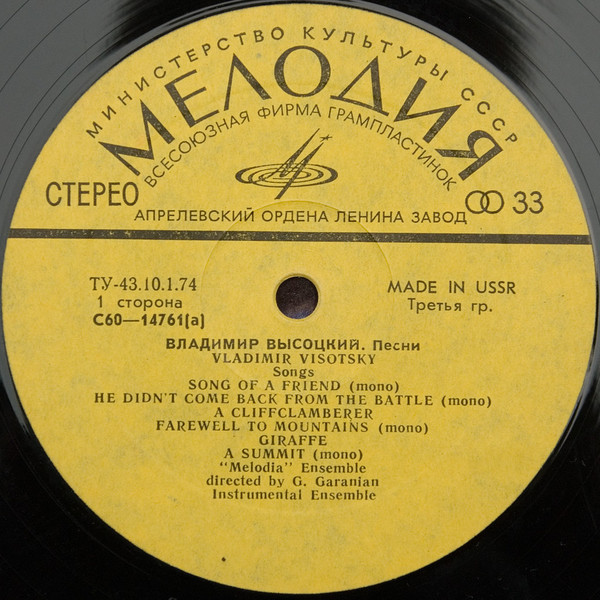 МИНИСТЕРСТВО КУЛЬТУРЫ СССР
МЕЛОДИЯ
ВСЕСОЮЗНАЯ ФИРМА ГРАМПЛАСТИНОК
СТЕРЕО
33
АПРЕЛЕВСКИЙ ОРДЕНА ЛЕНИНА ЗАВОД
ТУ-43.10.1.74
MADE IN USSR
1 сторона
Третья гр.
С60—14761(а)
ВЛАДИМИР ВЫСОЦКИЙ. Песни
VLADIMIR VISOTSKY
Songs
SONG OF A FRIEND (mono)
HE DIDN'T COME BACK FROM THE BATTLE (mono)
A CLIFFCLAMBERER
FAREWELL TO MOUNTAINS (mono)
GIRAFFE
A SUMMIT (mono)
"Melodia" Ensemble
directed by G. Garanian
Instrumental Ensemble